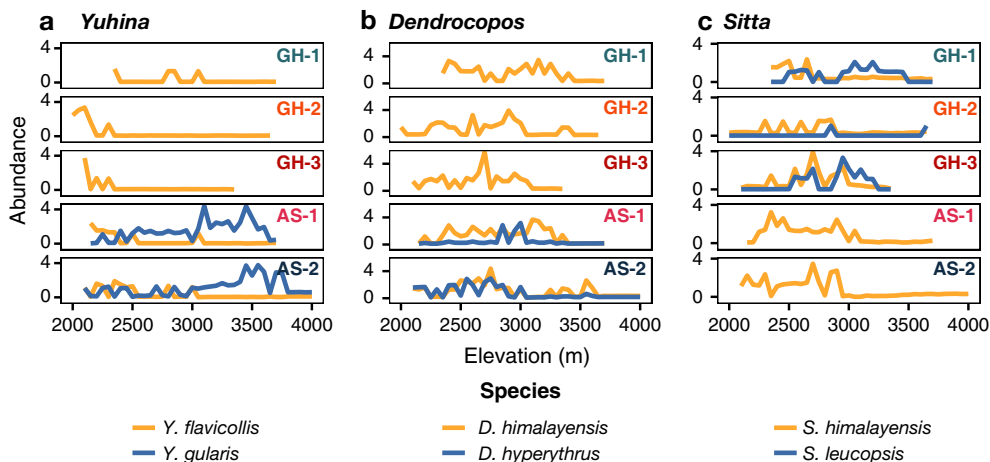 a Yuhina
b Dendrocopos
c Sitta
Abundance
4
0
GH-1
4
0
GH-2
4
0
GH-3
4
0
AS-1
4
0
AS-2
2000 2500 3000 3500 4000
4
0
GH-1
4
0
GH-2
4
0
GH-3
4
0
AS-1
4
0
AS-2
2000 2500 3000 3500 4000
4
0
GH-1
4
0
GH-2
4
0
GH-3
4
0
AS-1
4
0
AS-2
2000 2500 3000 3500 4000
Elevation (m)
Species
Y. flavicollis
Y. gularis
D. himalayensis
D. hyperythrus
S. himalayensis
S. leucopsis